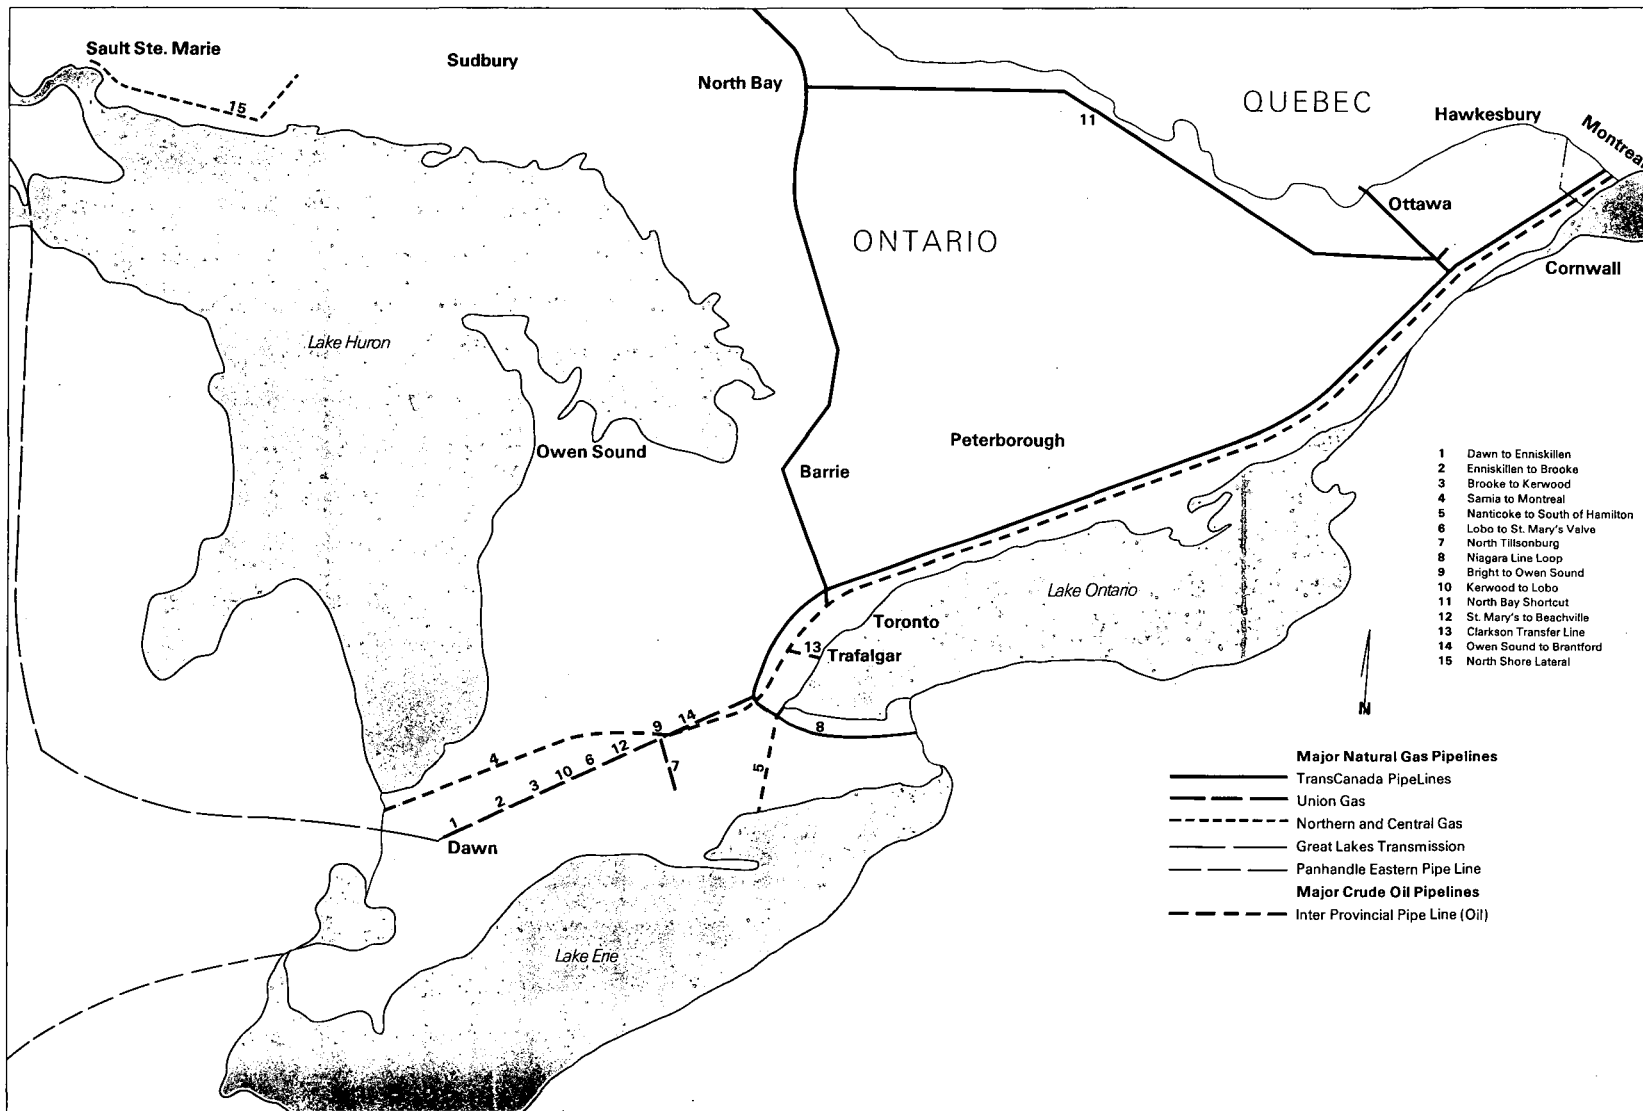 Sault Ste. Marie
Sudbury
North Bay
QUEBEC
Hawkesbury
Montreal
15
11
Ottawa
ONTARIO
Cornwall
Lake Huron
Owen Sound
Barrie
Peterborough
Lake Ontario
Toronto
13
Trafalgar
1 Dawn to Enniskillen
2 Enniskillen to Brooke
3 Brooke to Kerwood
4 Sarnia to Montreal
5 Nanticoke to South of Hamilton
6 Lobo to St. Mary's Valve
7 North Tillsonburg
8 Niagara Line Loop
9 Bright to Owen Sound
10 Kerwood to Lobo
11 North Bay Shortcut
12 St. Mary's to Beachville
13 Clarkson Transfer Line
14 Owen Sound to Brantford
15 North Shore Lateral
N
9
14
8
4
12
6
10
3
2
1
7
5
Dawn
Lake Erie
Major Natural Gas Pipelines
TransCanada PipeLines
Union Gas
Northern and Central Gas
Great Lakes Transmission
Panhandle Eastern Pipe Line
Major Crude Oil Pipelines
Inter Provincial Pipe Line (Oil)